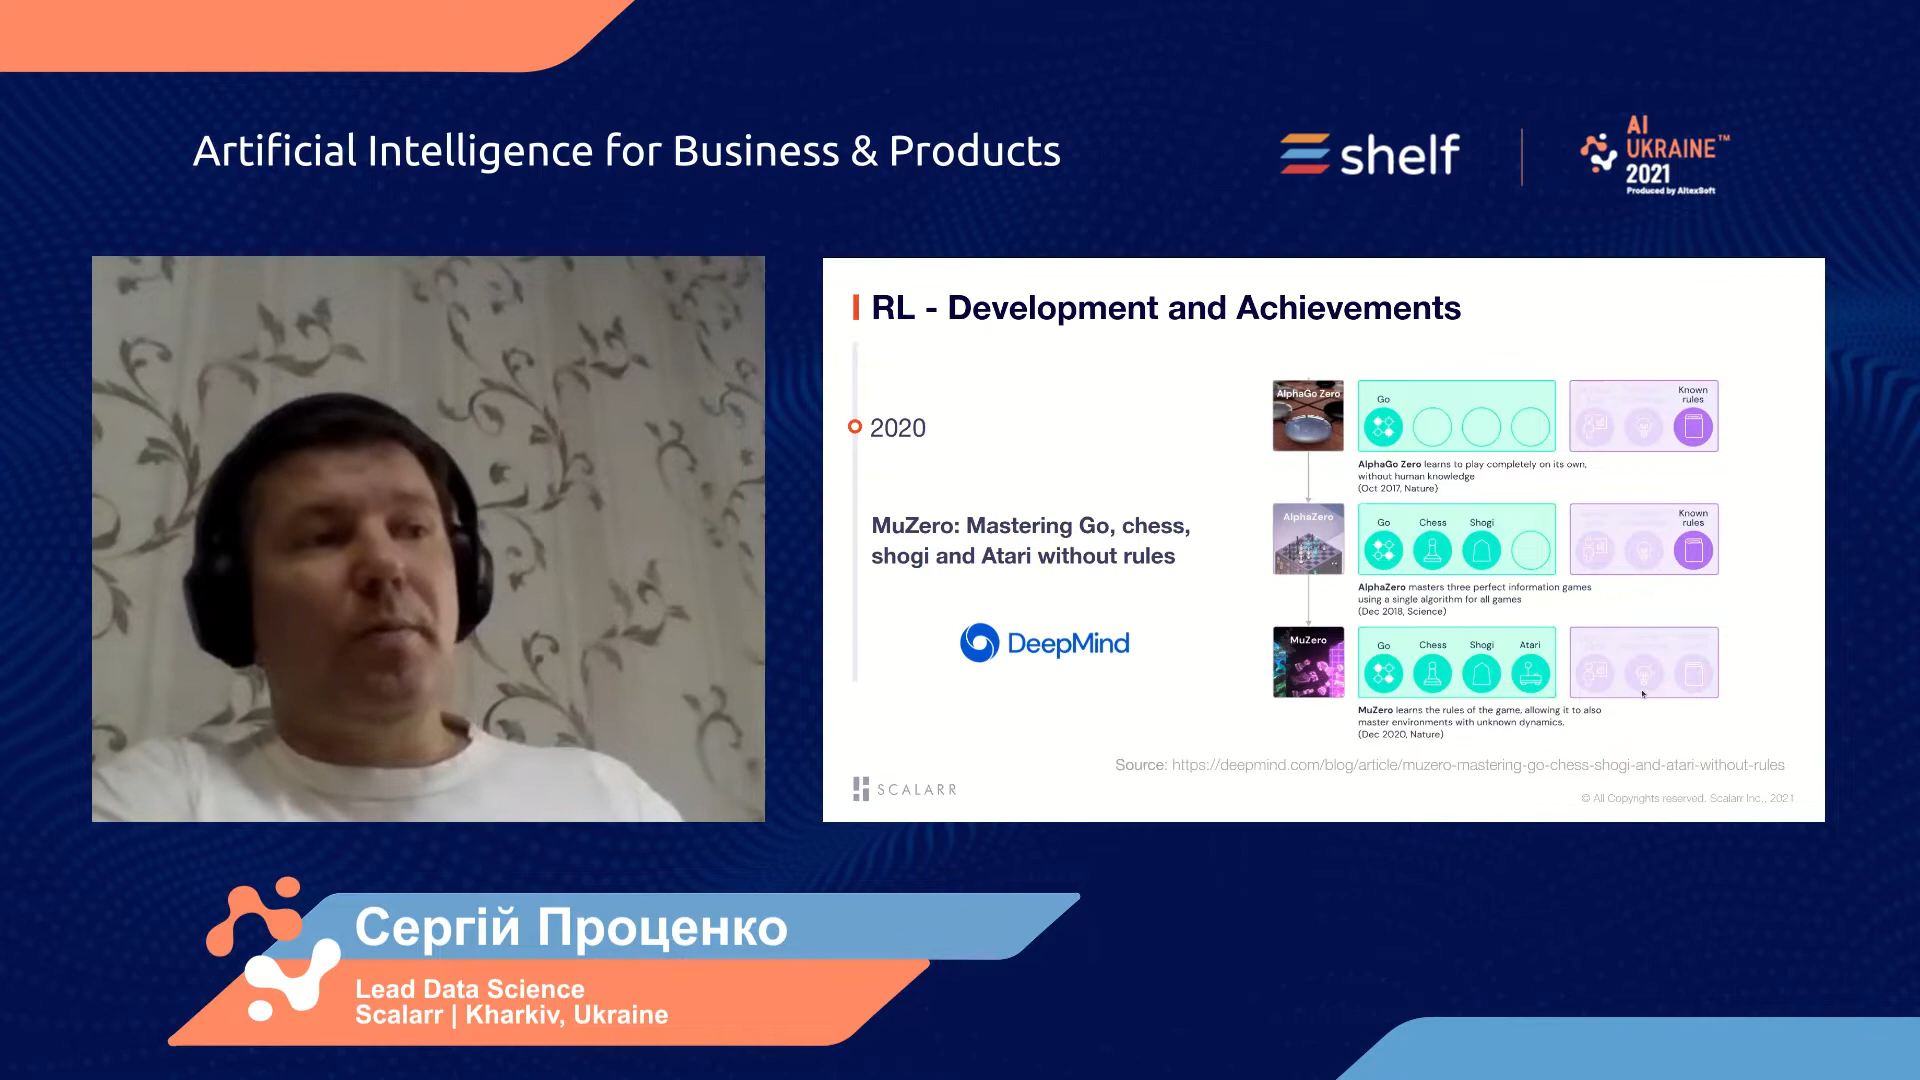 Artificial Intelligence for Business & Products
shelf
AI
UKRAINE™
2021
Produced by AltexSoft
RL - Development and Achievements
2020
MuZero: Mastering Go, chess,
shogi and Atari without rules
DeepMind
AlphaGo Zero
Go
Known
rules
AlphaGo Zero learns to play completely on its own,
without human knowledge
(Oct 2017, Nature)
AlphaZero
Go Chess Shogi
Known
rules
AlphaZero masters three perfect information games
using a single algorithm for all games
(Dec 2018, Science)
MuZero
Go Chess Shogi Atari
MuZero learns the rules of the game, allowing it to also
master environments with unknown dynamics.
(Dec 2020, Nature)
Source: https://deepmind.com/blog/article/muzero-mastering-go-chess-shogi-and-atari-without-rules
SCALARR
© All Copyrights reserved. Scalarr Inc., 2021
Сергій Проценко
Lead Data Science
Scalarr | Kharkiv, Ukraine